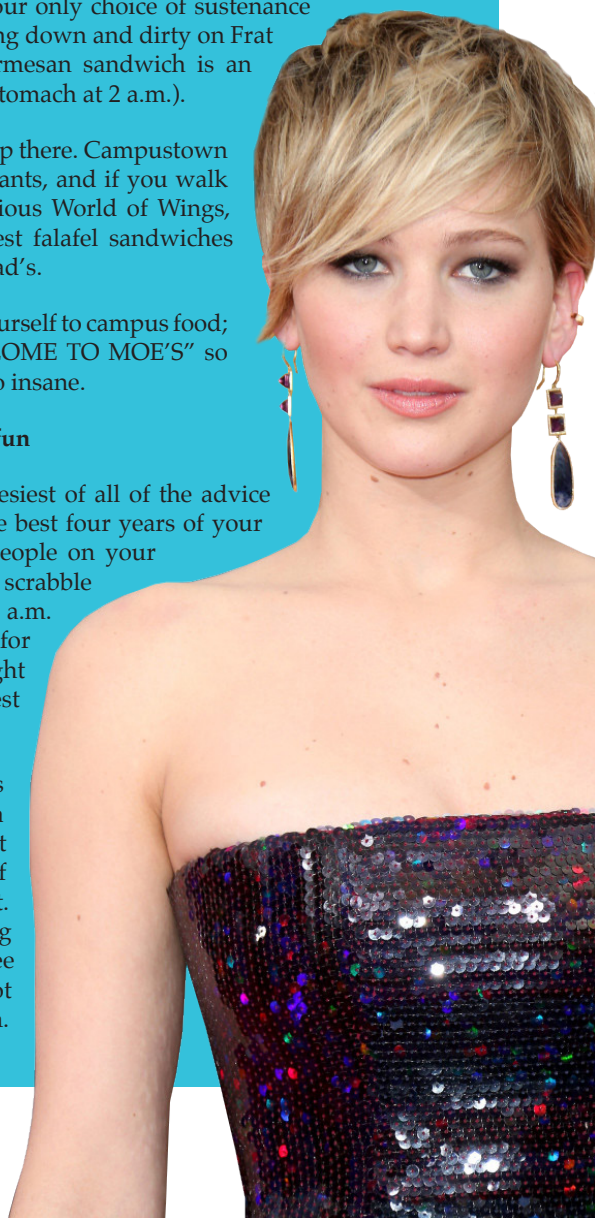 our only choice of sustenance
ng down and dirty on Frat
rmesan sandwich is an
tomach at 2 a.m.).
p there. Campustown
ants, and if you walk
ious World of Wings,
est falafel sandwiches
ad's.
urself to campus food;
OME TO MOE'S" so
o insane.
fun
esiest of all of the advice
e best four years of your
eople on your
scrabble
a.m.
for
ght
est
s
n
t
f
t.
g
ee
ot
n.